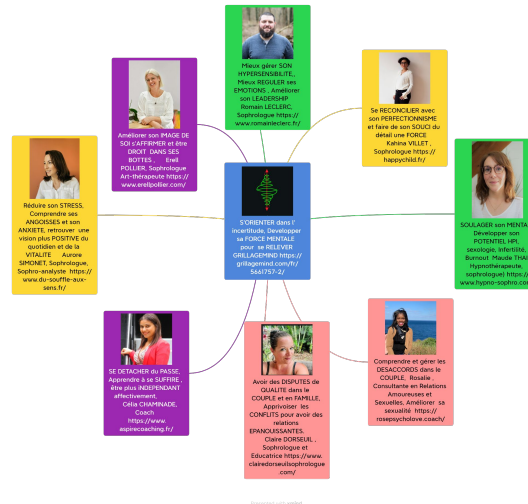 Mieux gérer SON
HYPERSENSIBILITE,,
Mieux REGULER ses
EMOTIONS , Améliorer
son LEADERSHIP
Romain LECLERC,
Sophrologue https://
www.romainleclerc.fr/
Améliorer son IMAGE DE
SOI s'AFFIRMER et être
DROIT DANS SES
BOTTES , Erell
POLLIER, Sophrologue
Art-thérapeute https://
www.erellpollier.com/
Se RECONCILIER avec
son PERFECTIONNISME
et faire de son SOUCI du
détail une FORCE
Kahina VILLET ,
Sophrologue https://
happychild.fr/
Réduire son STRESS,
Comprendre ses
ANGOISSES et son
ANXIETE, retrouver une
vision plus POSITIVE du
quotidien et de la
VITALITE Aurore
SIMONET, Sophrologue,
Sophro-analyste https://
www.du-souffle-aux-
sens.fr/
S'ORIENTER dans l'
incertitude, Developper
sa FORCE MENTALE
pour se RELEVER
GRILLAGEMIND https://
grillagemind.com/fr/
5661757-2/
SOULAGER son MENTA
Développer son
POTENTIEL HPI,
sexologie, Infertilité,
Burnout Maude THAI
Hypnothérapeute,
sophrologue) https://
www.hypno-sophro.com
SE DETACHER du PASSE,
Apprendre à se SUFFIRE ,
être plus INDEPENDANT
affectivement,
Célia CHAMINADE,
Coach
https://www.
aspirecoaching.fr/
Avoir des DISPUTES de
QUALITE dans le
COUPLE et en FAMILLE,
Apprivoiser les
CONFLITS pour avoir des
relations
EPANOUISSANTES.
Claire DORSEUIL ,
Sophrologue et
Educatrice https://www.
clairedorseuilsophrologue
.com/
Comprendre et gérer les
DESACCORDS dans le
COUPLE, Rosalie ,
Consultante en Relations
Amoureuses et
Sexuelles, Améliorer sa
sexualité https://
rosepsycholove.coach/